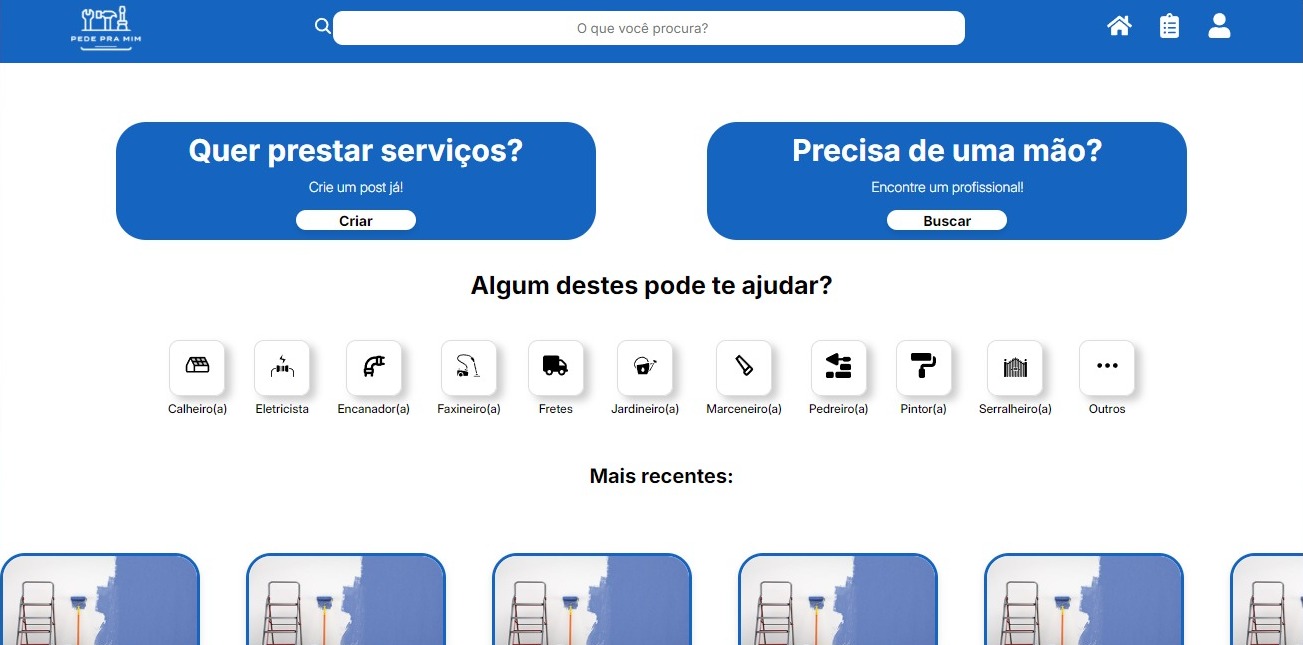 PEDE PRA MIM
O que você procura?
Quer prestar serviços?
Crie um post já!
Criar
Precisa de uma mão?
Encontre um profissional!
Buscar
Algum destes pode te ajudar?
Calheiro(a)
Eletricista
Encanador(a)
Faxineiro(a)
Fretes
Jardineiro(a)
Marceneiro(a)
Pedreiro(a)
Pintor(a)
Serralheiro(a)
Outros
Mais recentes: